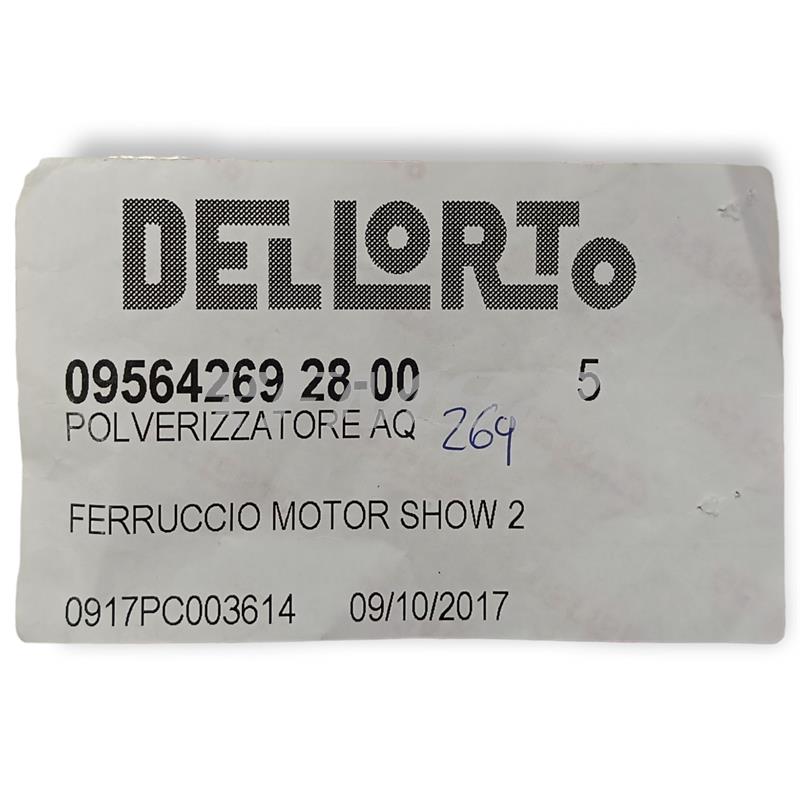 DELLORTO
09564269 28-00 5
POLVERIZZATORE AQ 269
FERRUCCIO MOTOR SHOW 2
0917PC003614 09/10/2017